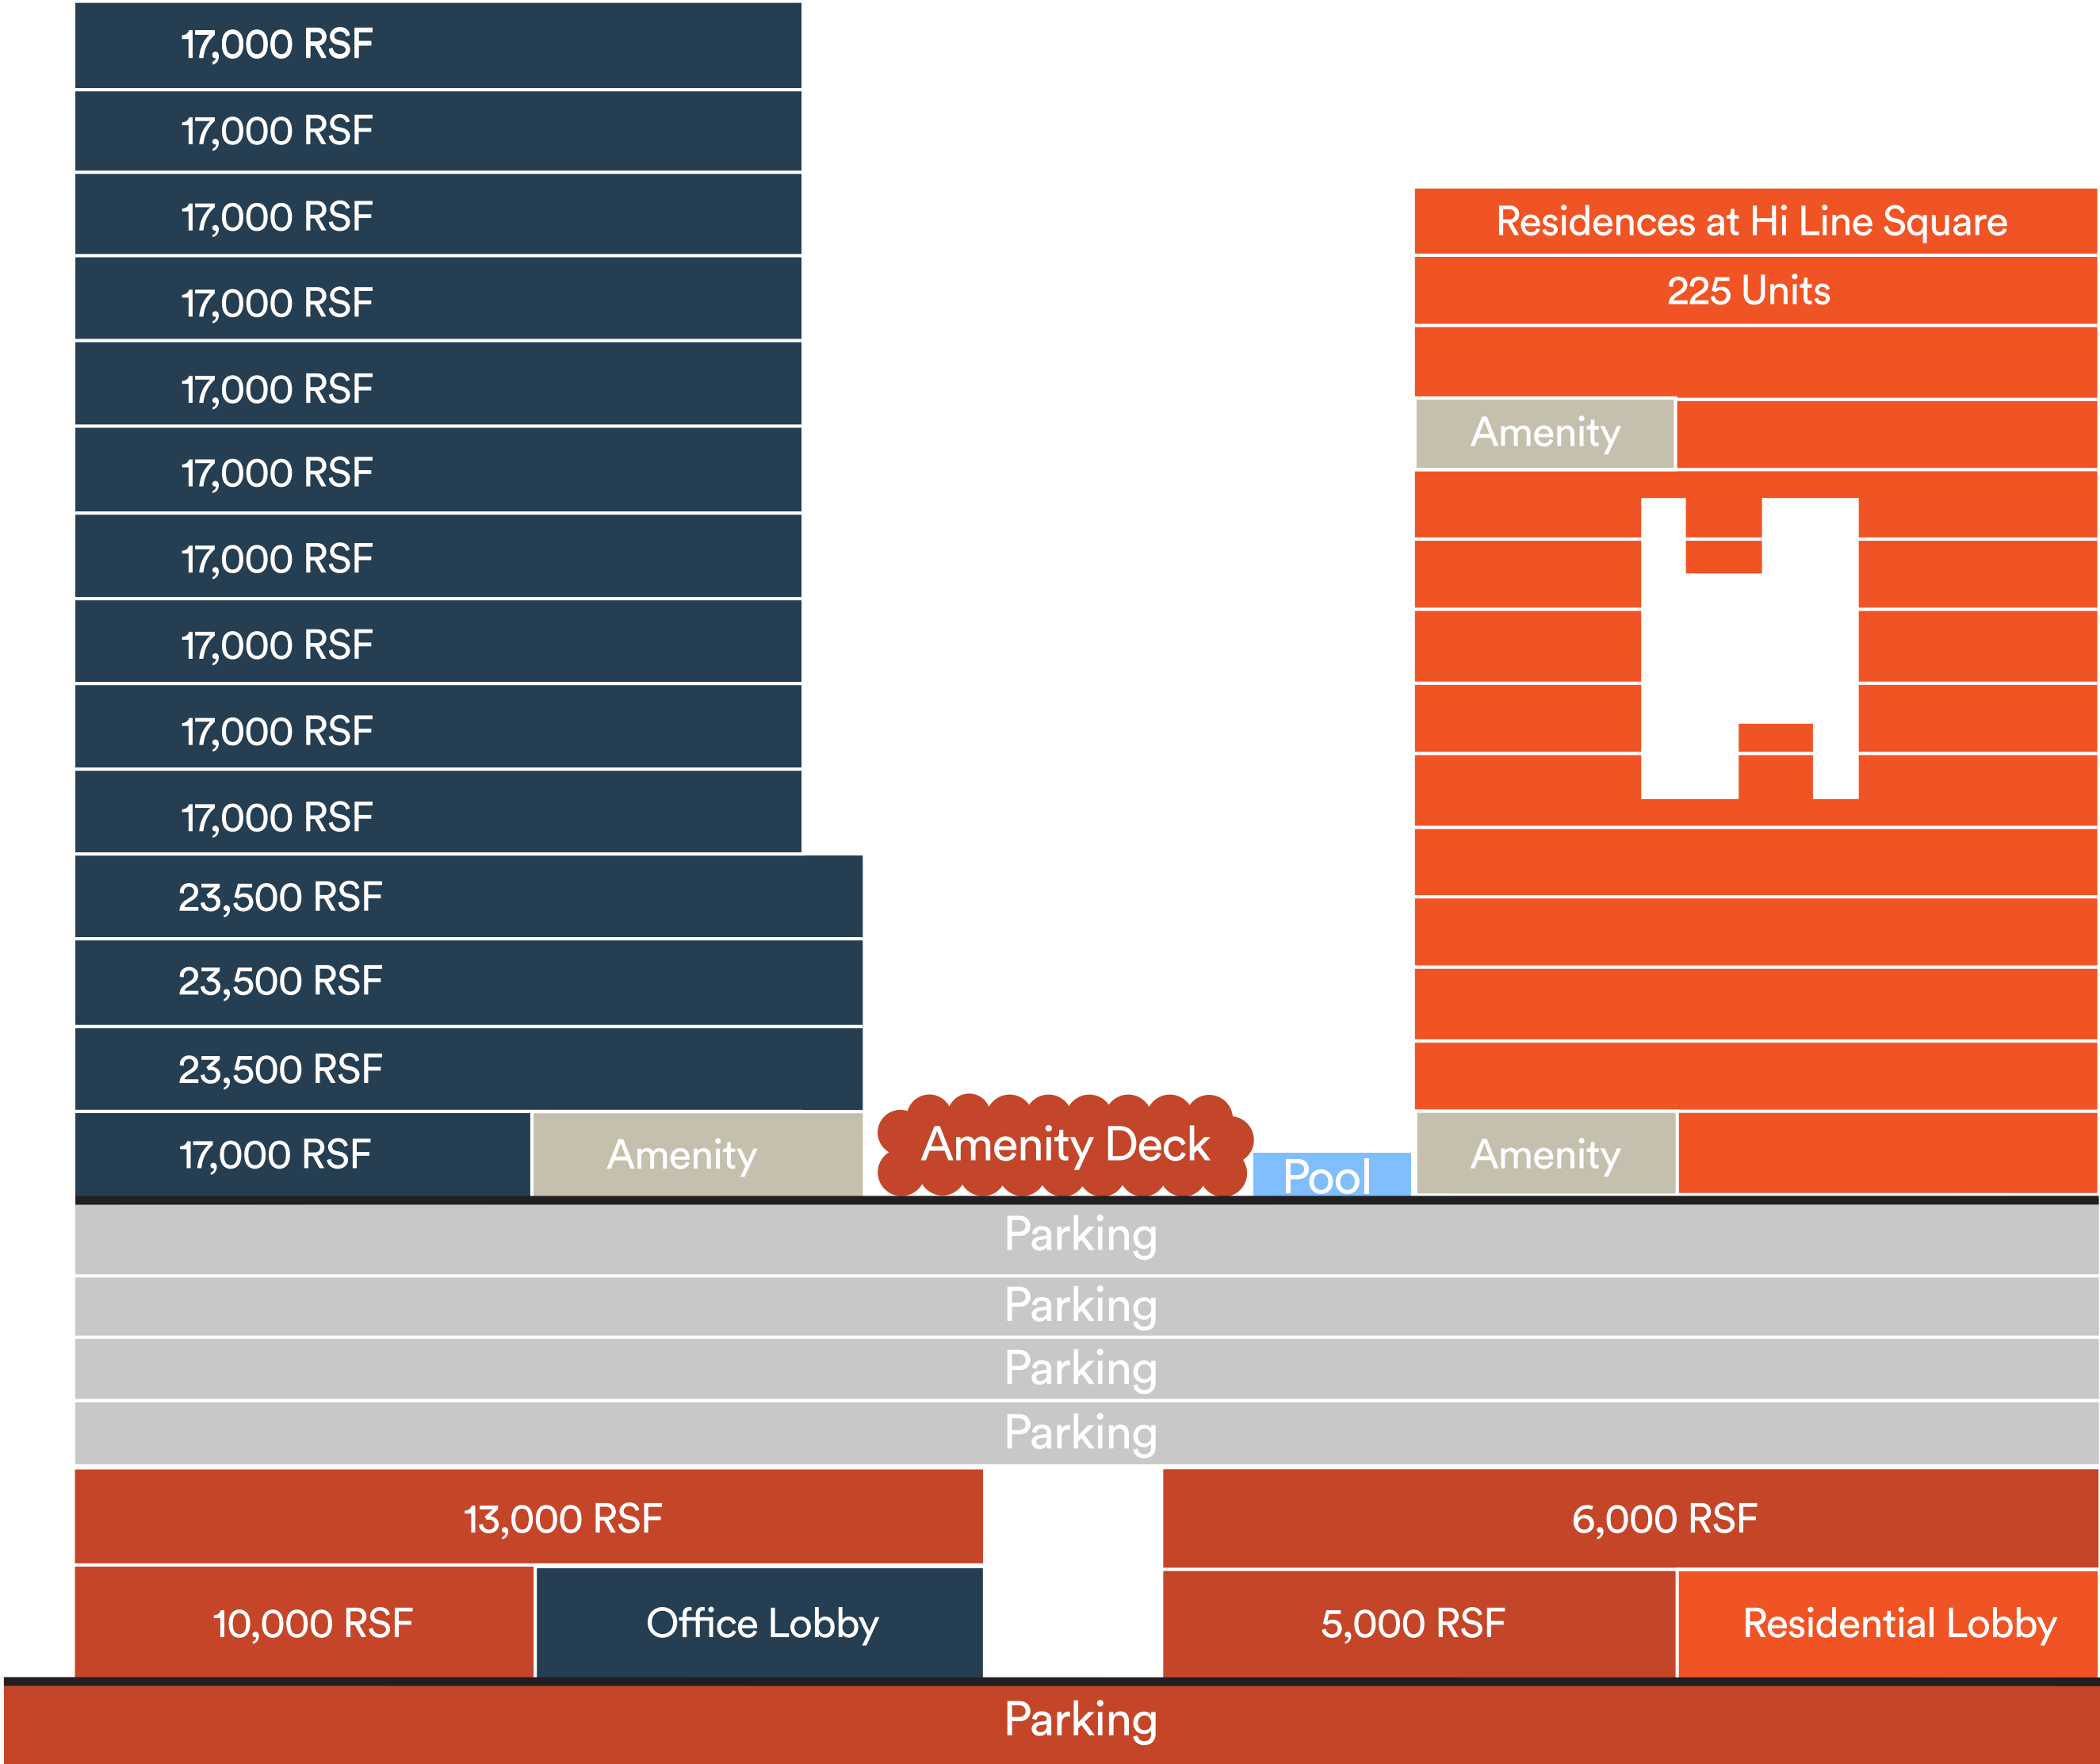 17,000 RSF
17,000 RSF
17,000 RSF
17,000 RSF
17,000 RSF
17,000 RSF
17,000 RSF
17,000 RSF
17,000 RSF
17,000 RSF
23,500 RSF
23,500 RSF
23,500 RSF
17,000 RSF
Amenity
Amenity Deck
Pool
Residences at Hi Line Square
225 Units
Amenity
Amenity
Parking
Parking
Parking
Parking
13,000 RSF
6,000 RSF
10,000 RSF
Office Lobby
5,000 RSF
Residential Lobby
Parking